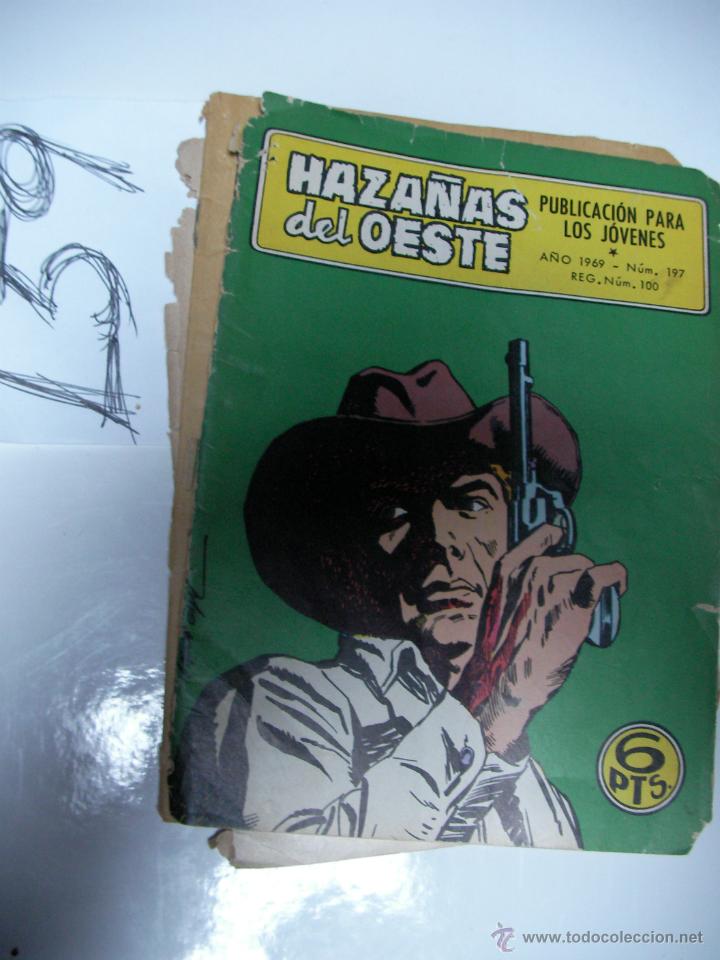 HAZAÑAS
del OESTE
PUBLICACIÓN PARA
LOS JÓVENES
AÑO 1969 - Núm. 197
REG. Núm. 100
6
PTS.
159
www.todocoleccion.net